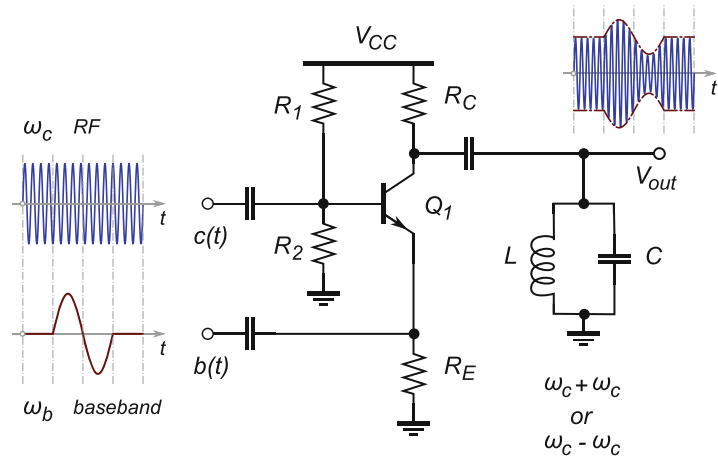 V_CC
R_1
R_C
ω_c RF
t
t
c(t)
Q_1
V_out
R_2
L
C
t
b(t)
R_E
ω_b baseband
ω_c + ω_c
or
ω_c - ω_c